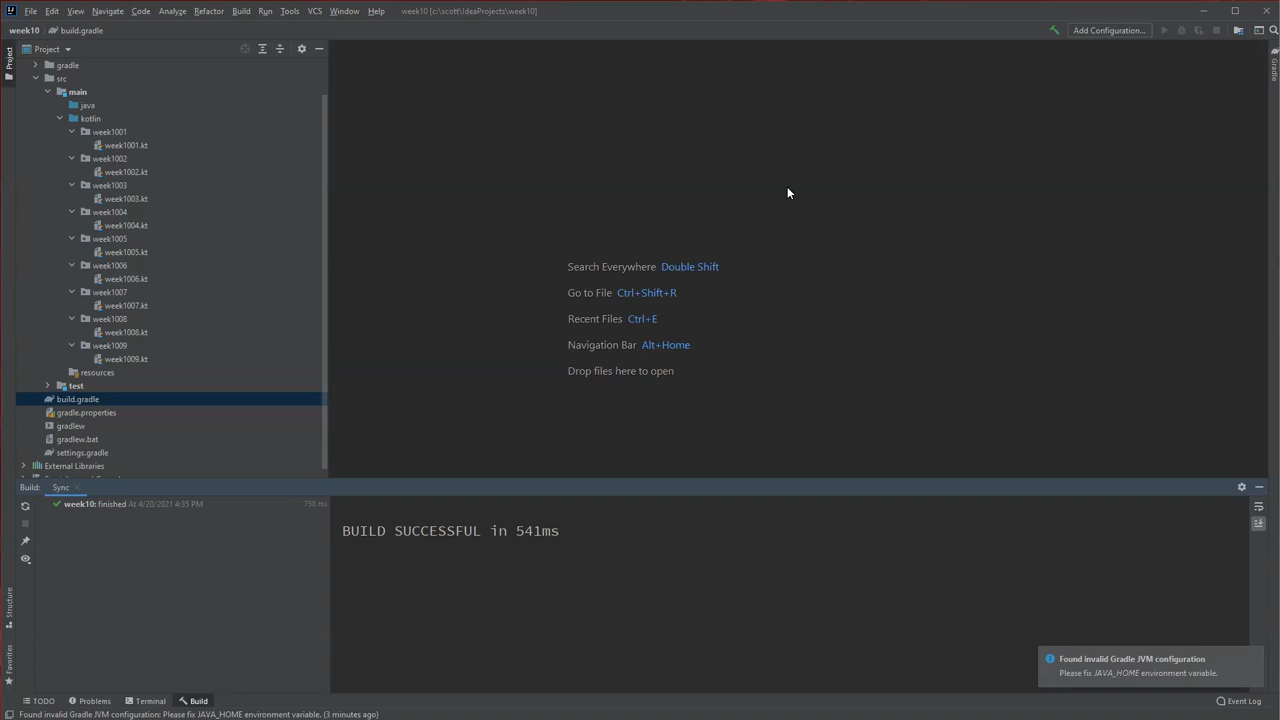 File Edit View Navigate Code Analyze Refactor Build Run Tools VCS Window Help week10 [c:\scott\IdeaProjects\week10]
week10 build.gradle Add Configuration...
Project
gradle
src
main
java
kotlin
week1001
week1001.kt
week1002
week1002.kt
week1003
week1003.kt
week1004
week1004.kt
week1005
week1005.kt
week1006
week1006.kt
week1007
week1007.kt
week1008
week1008.kt
week1009
week1009.kt
resources
test
build.gradle
gradle.properties
gradlew
gradlew.bat
settings.gradle
External Libraries
Project
Structure
Favorites
Gradle
Search Everywhere Double Shift
Go to File Ctrl+Shift+R
Recent Files Ctrl+E
Navigation Bar Alt+Home
Drop files here to open
Build: Sync
week10: finished At 4/20/2021 4:35 PM 758 ms
BUILD SUCCESSFUL in 541ms
Found invalid Gradle JVM configuration
Please fix JAVA_HOME environment variable.
TODO Problems Terminal Build Event Log
Found invalid Gradle JVM configuration: Please fix JAVA_HOME environment variable. (3 minutes ago)